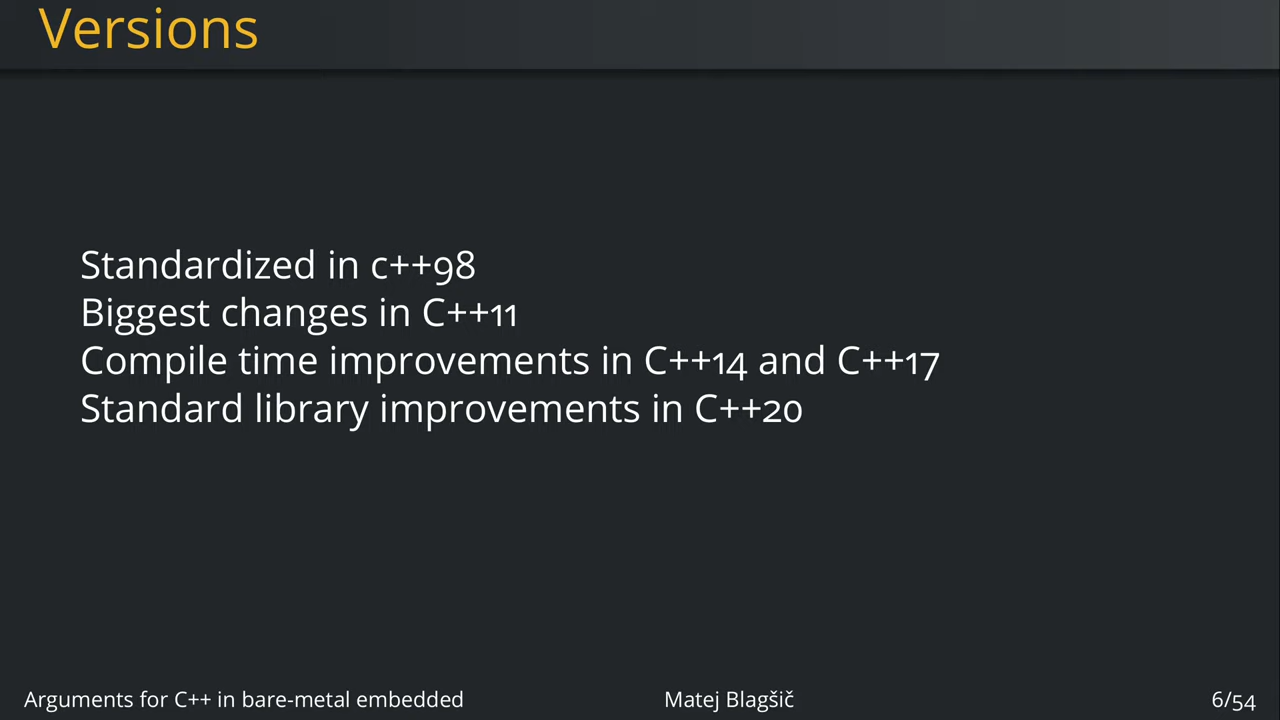 Versions
Standardized in c++98
Biggest changes in C++11
Compile time improvements in C++14 and C++17
Standard library improvements in C++20
Arguments for C++ in bare-metal embedded
Matej Blagšič
6/54